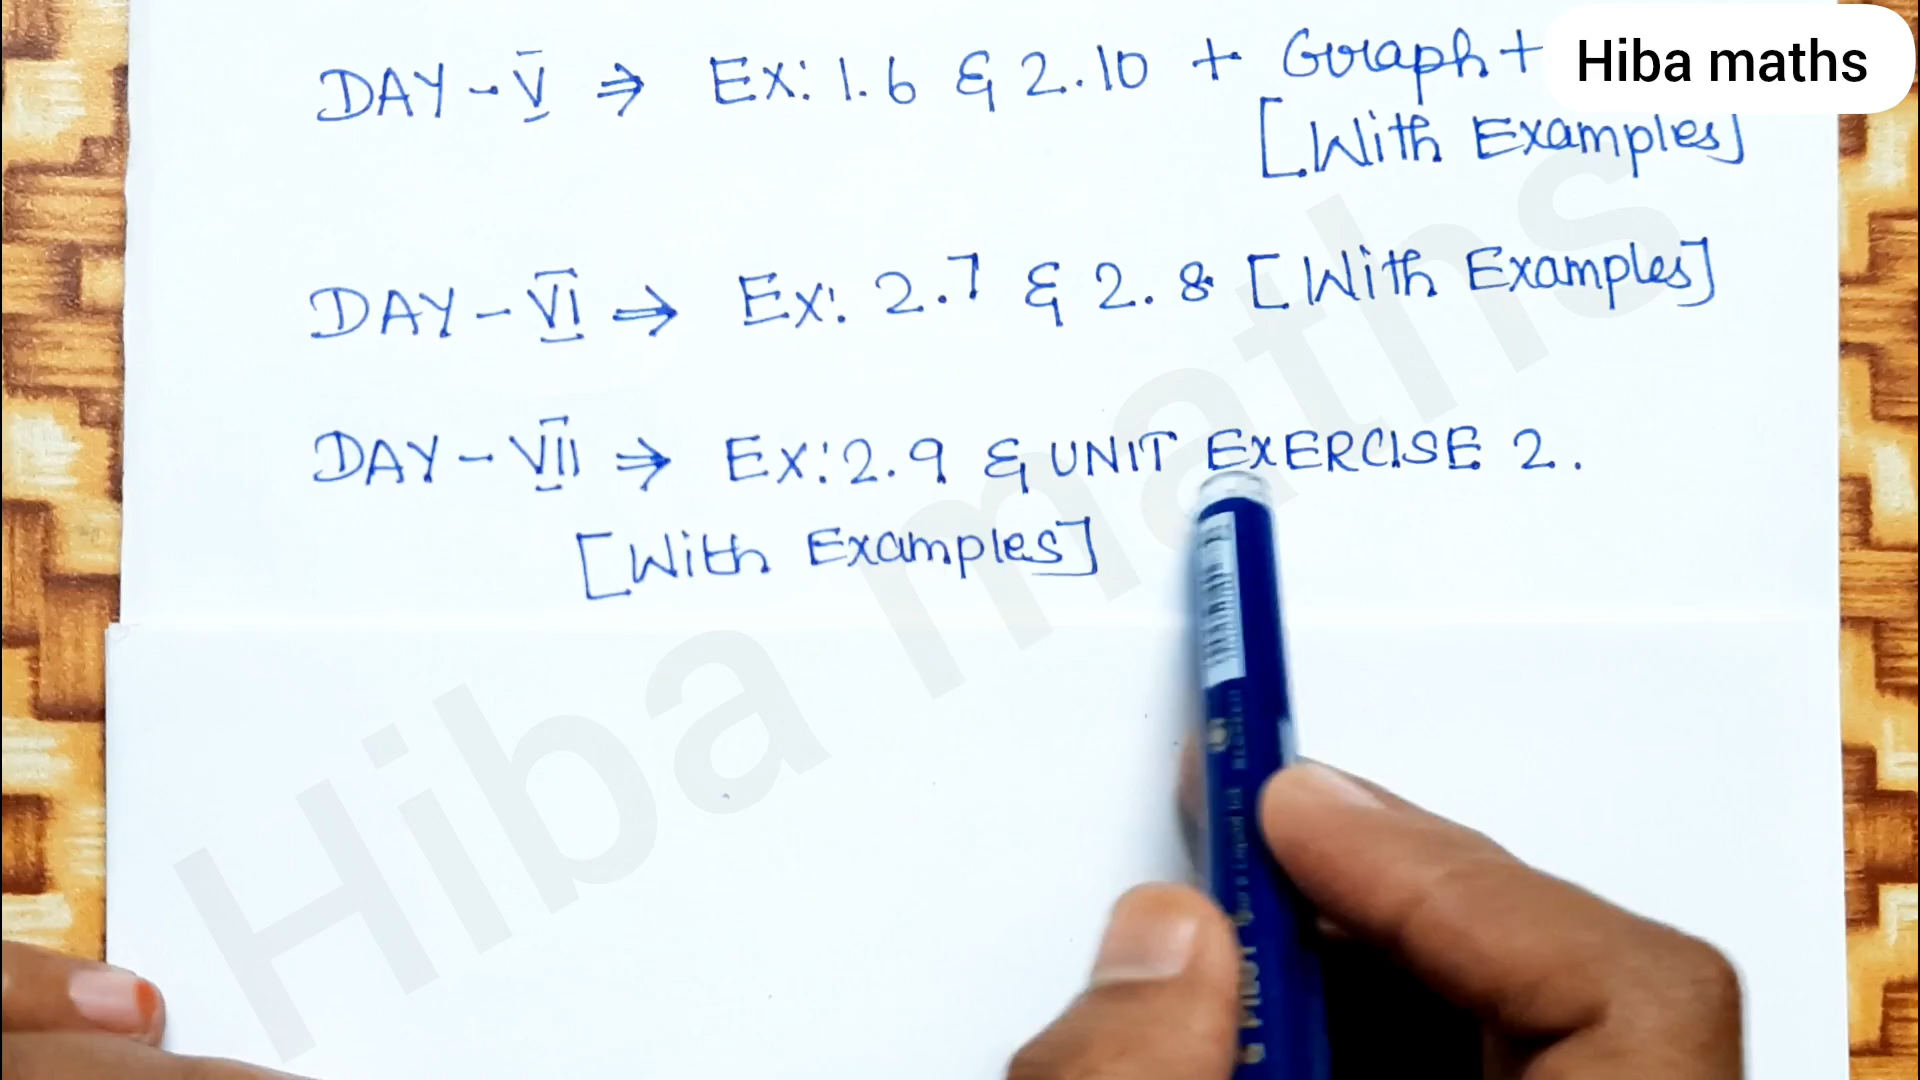 Hiba maths
DAY - V ⇒ Ex: 1.6 & 2.10 + Graph +
[With Examples]
DAY - VI ⇒ Ex: 2.7 & 2.8 [With Examples]
DAY - VII ⇒ Ex: 2.9 & UNIT EXERCISE 2.
[With Examples]
Hiba maths
PILOT